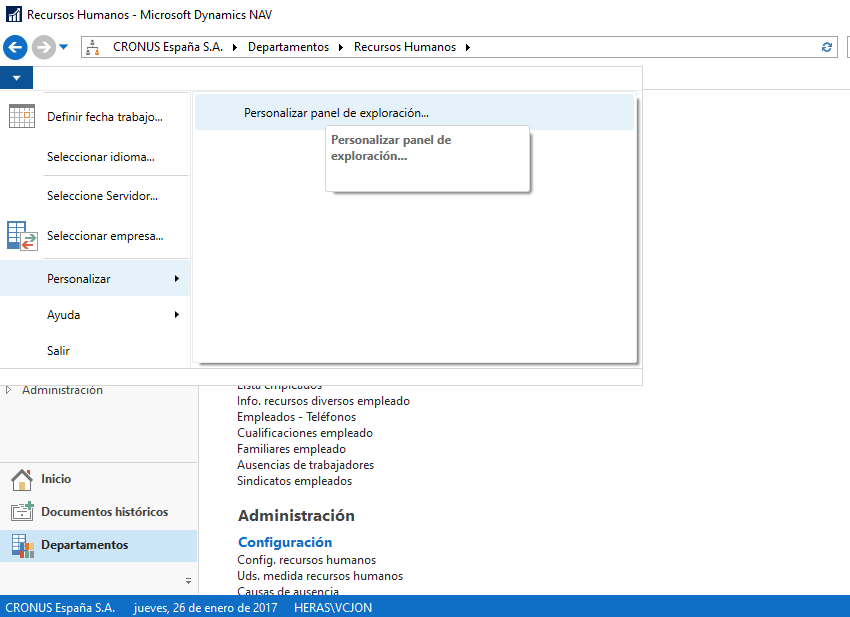 Recursos Humanos - Microsoft Dynamics NAV
CRONUS España S.A. Departamentos Recursos Humanos
Definir fecha trabajo...
Seleccionar idioma...
Seleccione Servidor...
Seleccionar empresa...
Personalizar
Ayuda
Salir
Personalizar panel de exploración...
Personalizar panel de
exploración...
Administración
Inicio
Documentos históricos
Departamentos
Lista empleados
Info. recursos diversos empleado
Empleados - Teléfonos
Cualificaciones empleado
Familiares empleado
Ausencias de trabajadores
Sindicatos empleados
Administración
Configuración
Config. recursos humanos
Uds. medida recursos humanos
Causas de ausencia
CRONUS España S.A. jueves, 26 de enero de 2017 HERAS\VCJON